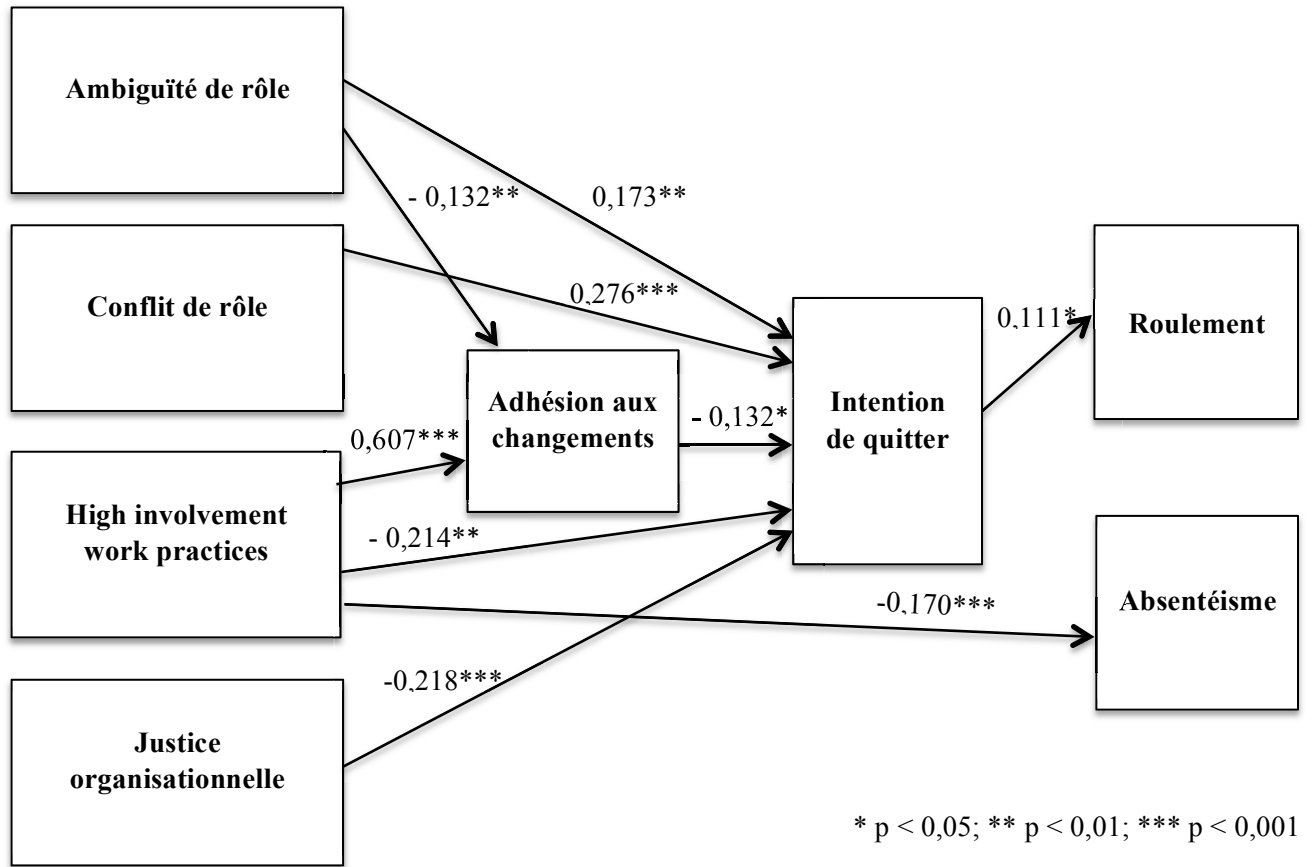 Ambiguïté de rôle
- 0,132**
0,173**
Conflit de rôle
0,276***
Adhésion aux
changements
0,607***
- 0,132*
Intention
de quitter
0,111*
Roulement
High involvement
work practices
- 0,214**
-0,170***
Absentéisme
-0,218***
Justice
organisationnelle
* p < 0,05; ** p < 0,01; *** p < 0,001